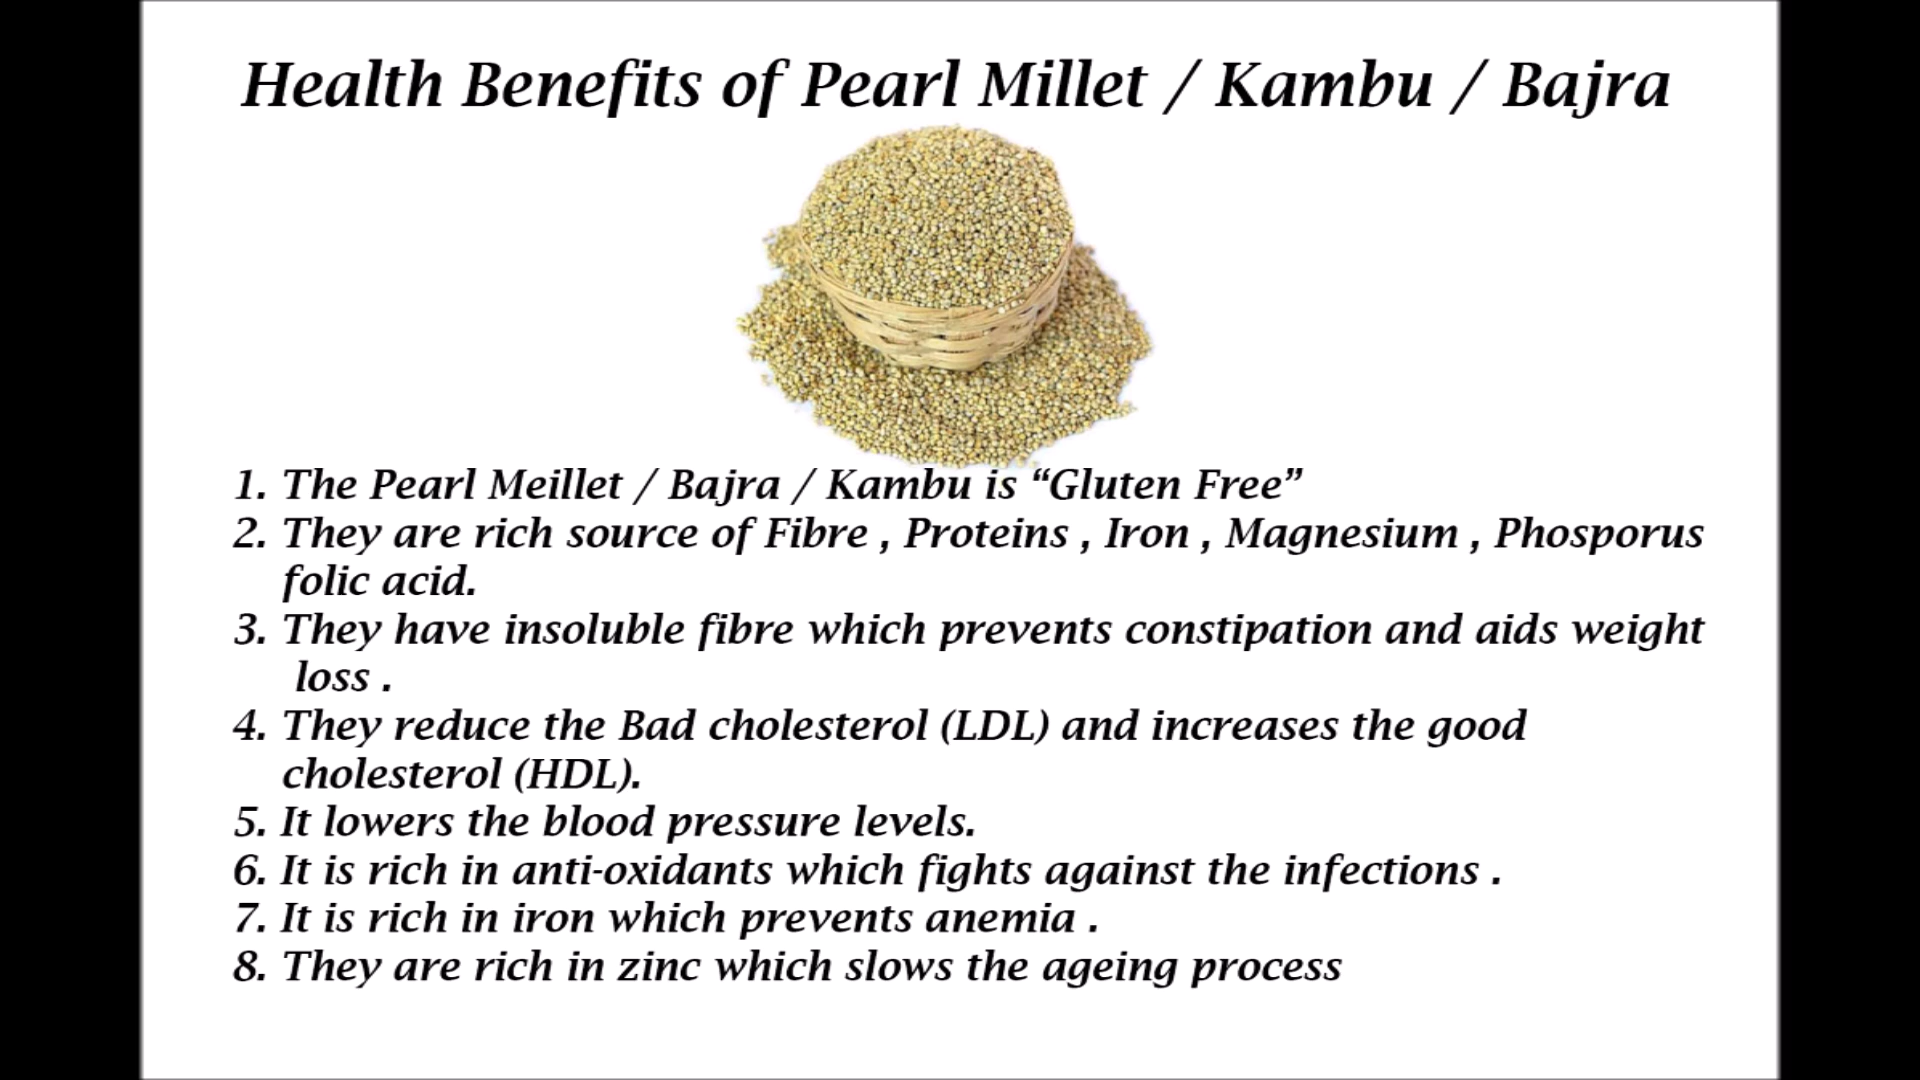 Health Benefits of Pearl Millet / Kambu / Bajra
1. The Pearl Meillet / Bajra / Kambu is “Gluten Free”
2. They are rich source of Fibre , Proteins , Iron , Magnesium , Phosporus
folic acid.
3. They have insoluble fibre which prevents constipation and aids weight
loss .
4. They reduce the Bad cholesterol (LDL) and increases the good
cholesterol (HDL).
5. It lowers the blood pressure levels.
6. It is rich in anti-oxidants which fights against the infections .
7. It is rich in iron which prevents anemia .
8. They are rich in zinc which slows the ageing process